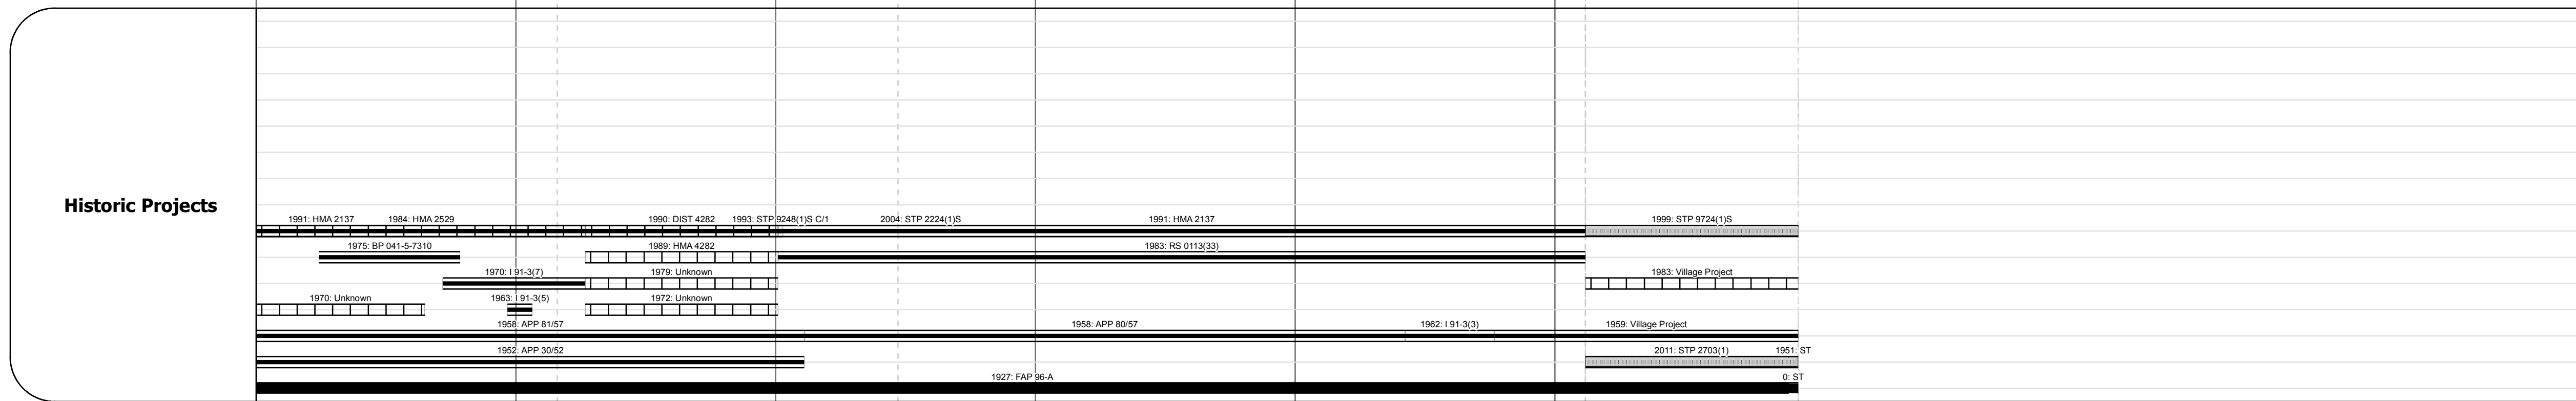 Historic Projects
1991: HMA 2137 1984: HMA 2529 1990: DIST 4282 1993: STP 9248(1)S C/1 2004: STP 2224(1)S 1991: HMA 2137 1999: STP 9724(1)S
1975: BP 041-5-7310 1989: HMA 4282 1983: RS 0113(33)
1970: I 91-3(7) 1979: Unknown 1983: Village Project
1970: Unknown 1963: I 91-3(5) 1972: Unknown
1958: APP 81/57 1958: APP 80/57 1962: I 91-3(3) 1959: Village Project
1952: APP 30/52 2011: STP 2703(1) 1951: ST
1927: FAP 96-A 0: ST